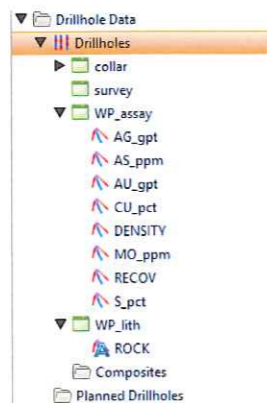 Drillhole Data
Drillholes
collar
survey
WP_assay
AG_gpt
AS_ppm
AU_gpt
CU_pct
DENSITY
MO_ppm
RECOV
S_pct
WP_lith
ROCK
Composites
Planned Drillholes